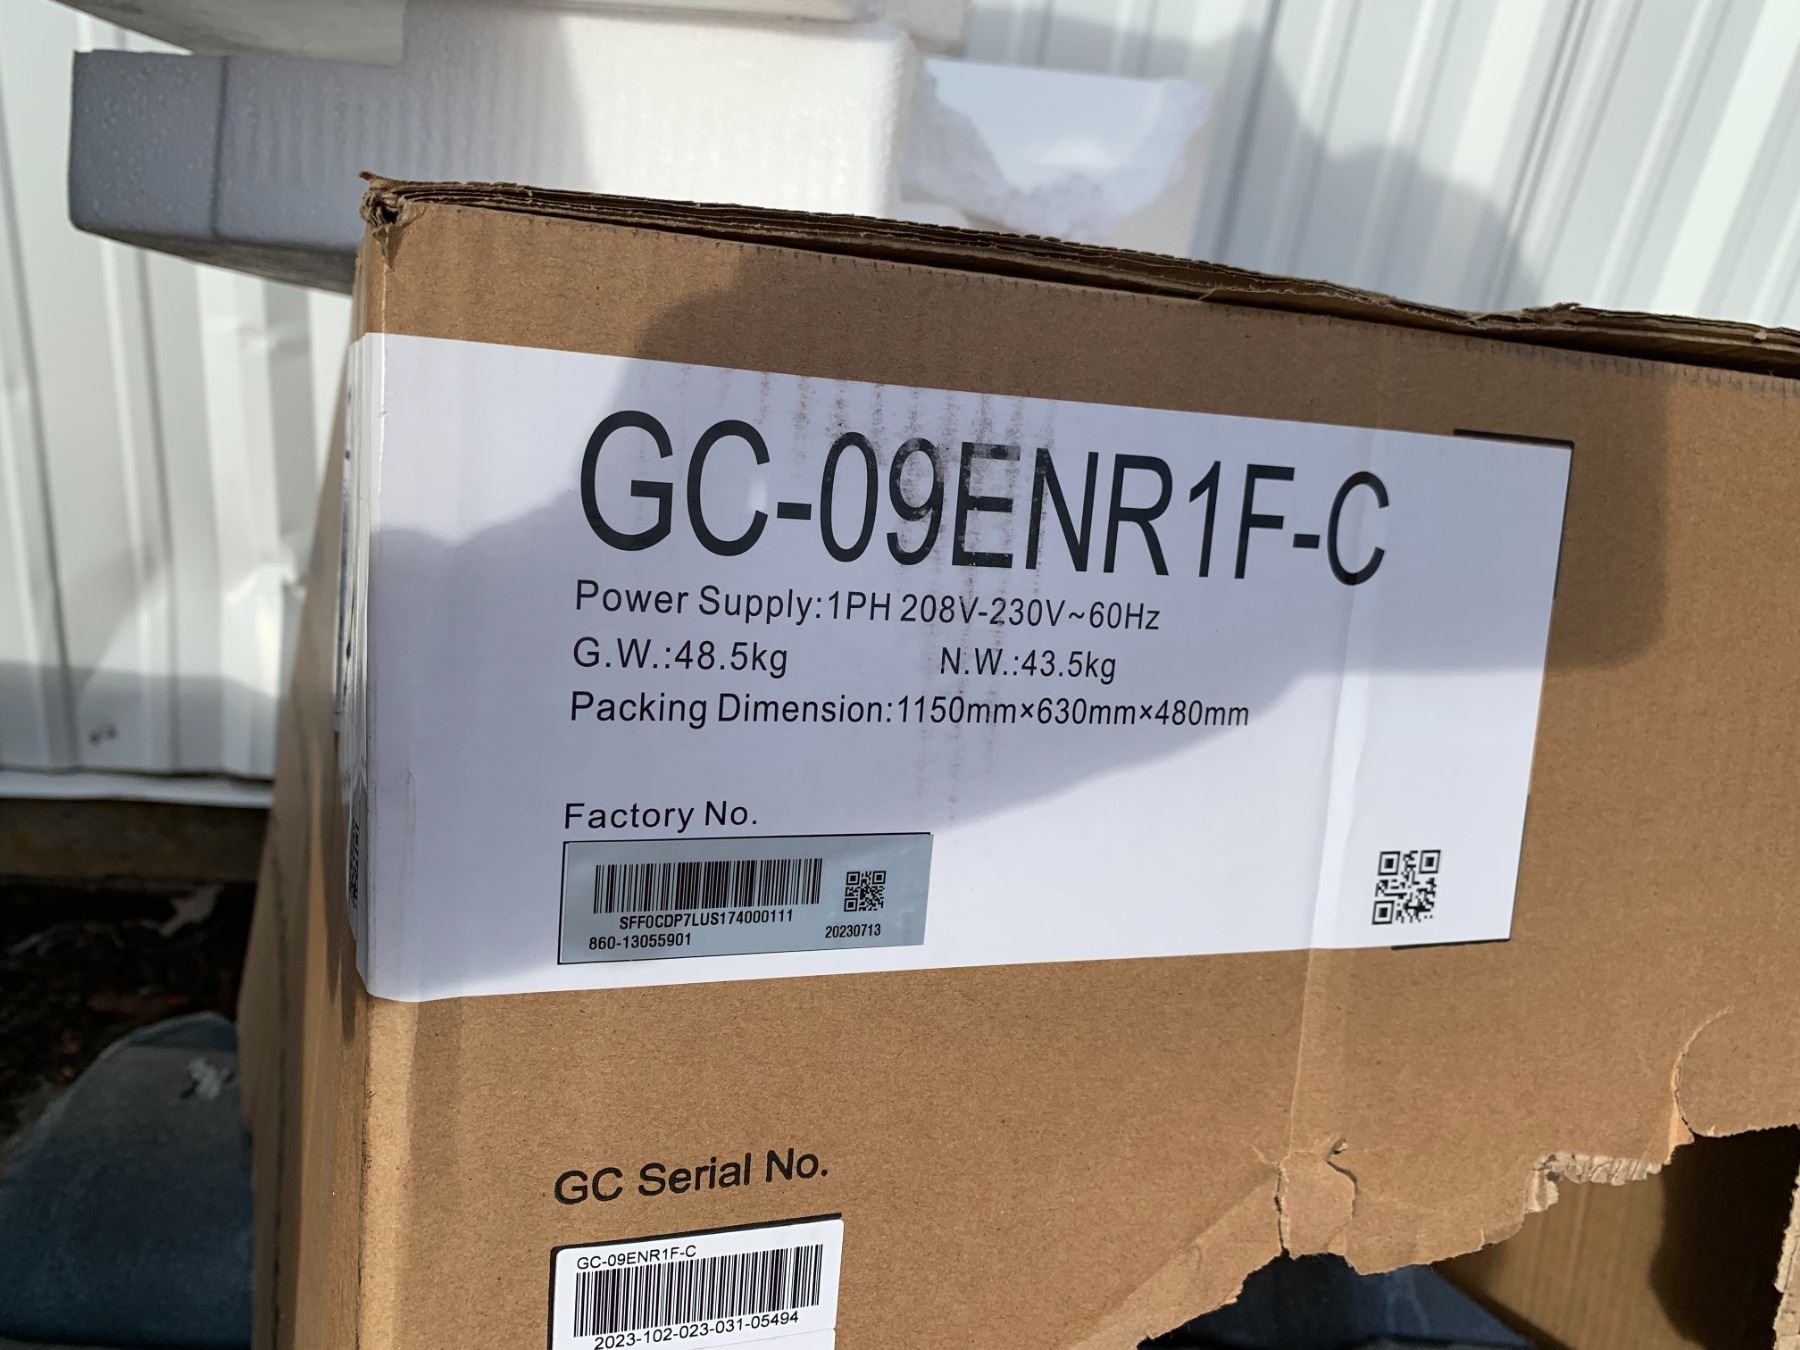 GC-09ENR1F-C
Power Supply:1PH 208V-230V~60Hz
G.W.:48.5kg N.W.:43.5kg
Packing Dimension:1150mm×630mm×480mm
Factory No.
SFF0CDP7LUS174000111
860-13055901 20230713
GC Serial No.
GC-09ENR1F-C
2023-102-023-031-05494